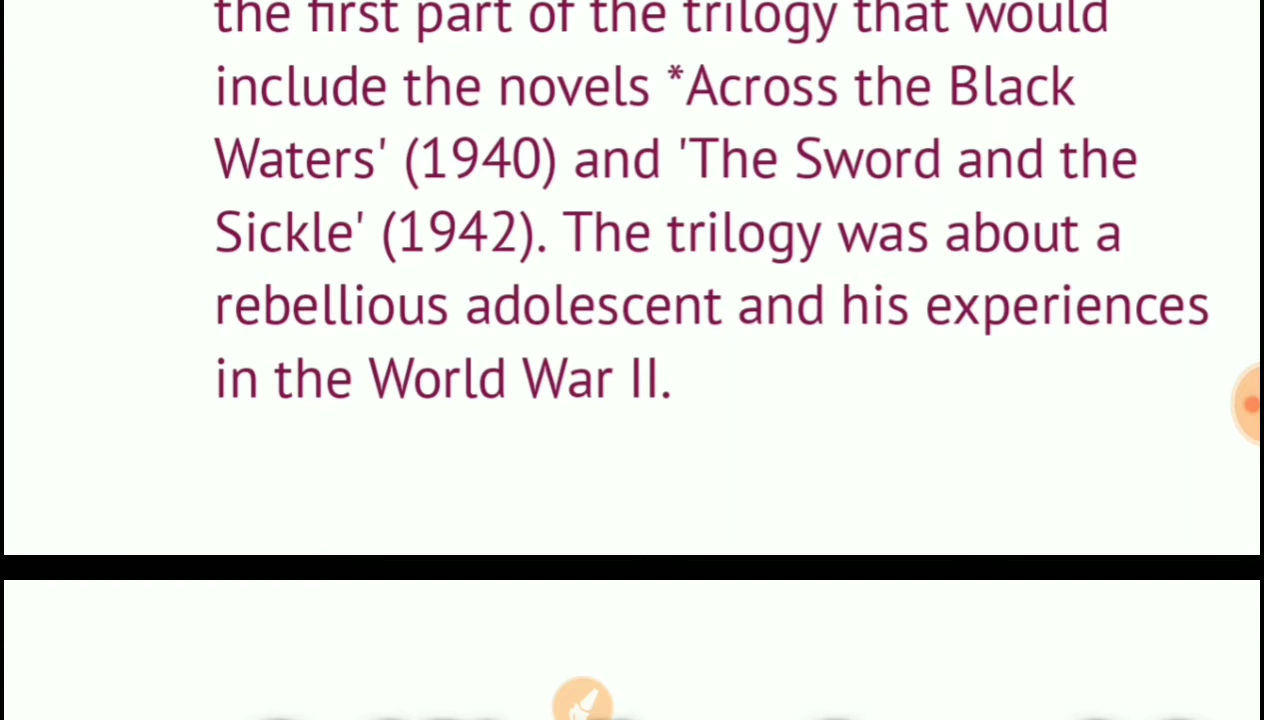 the first part of the trilogy that would
include the novels *Across the Black
Waters' (1940) and 'The Sword and the
Sickle' (1942). The trilogy was about a
rebellious adolescent and his experiences
in the World War II.